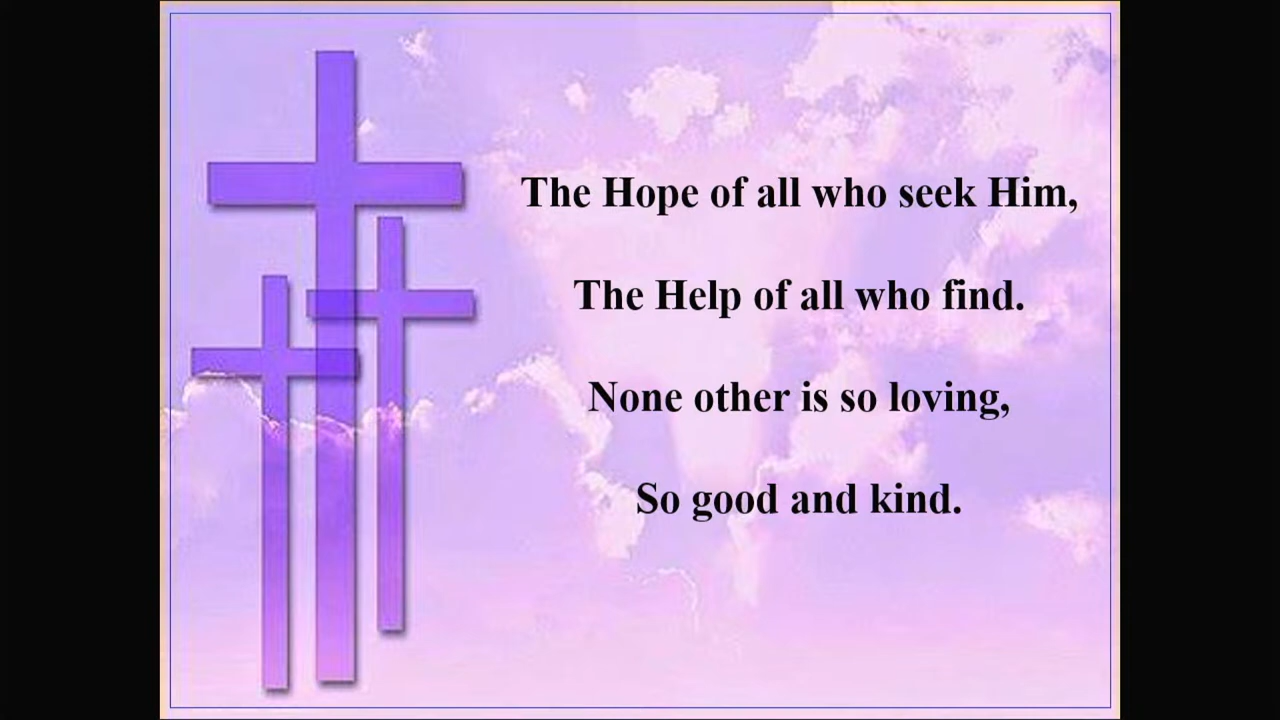 The Hope of all who seek Him,
The Help of all who find.
None other is so loving,
So good and kind.